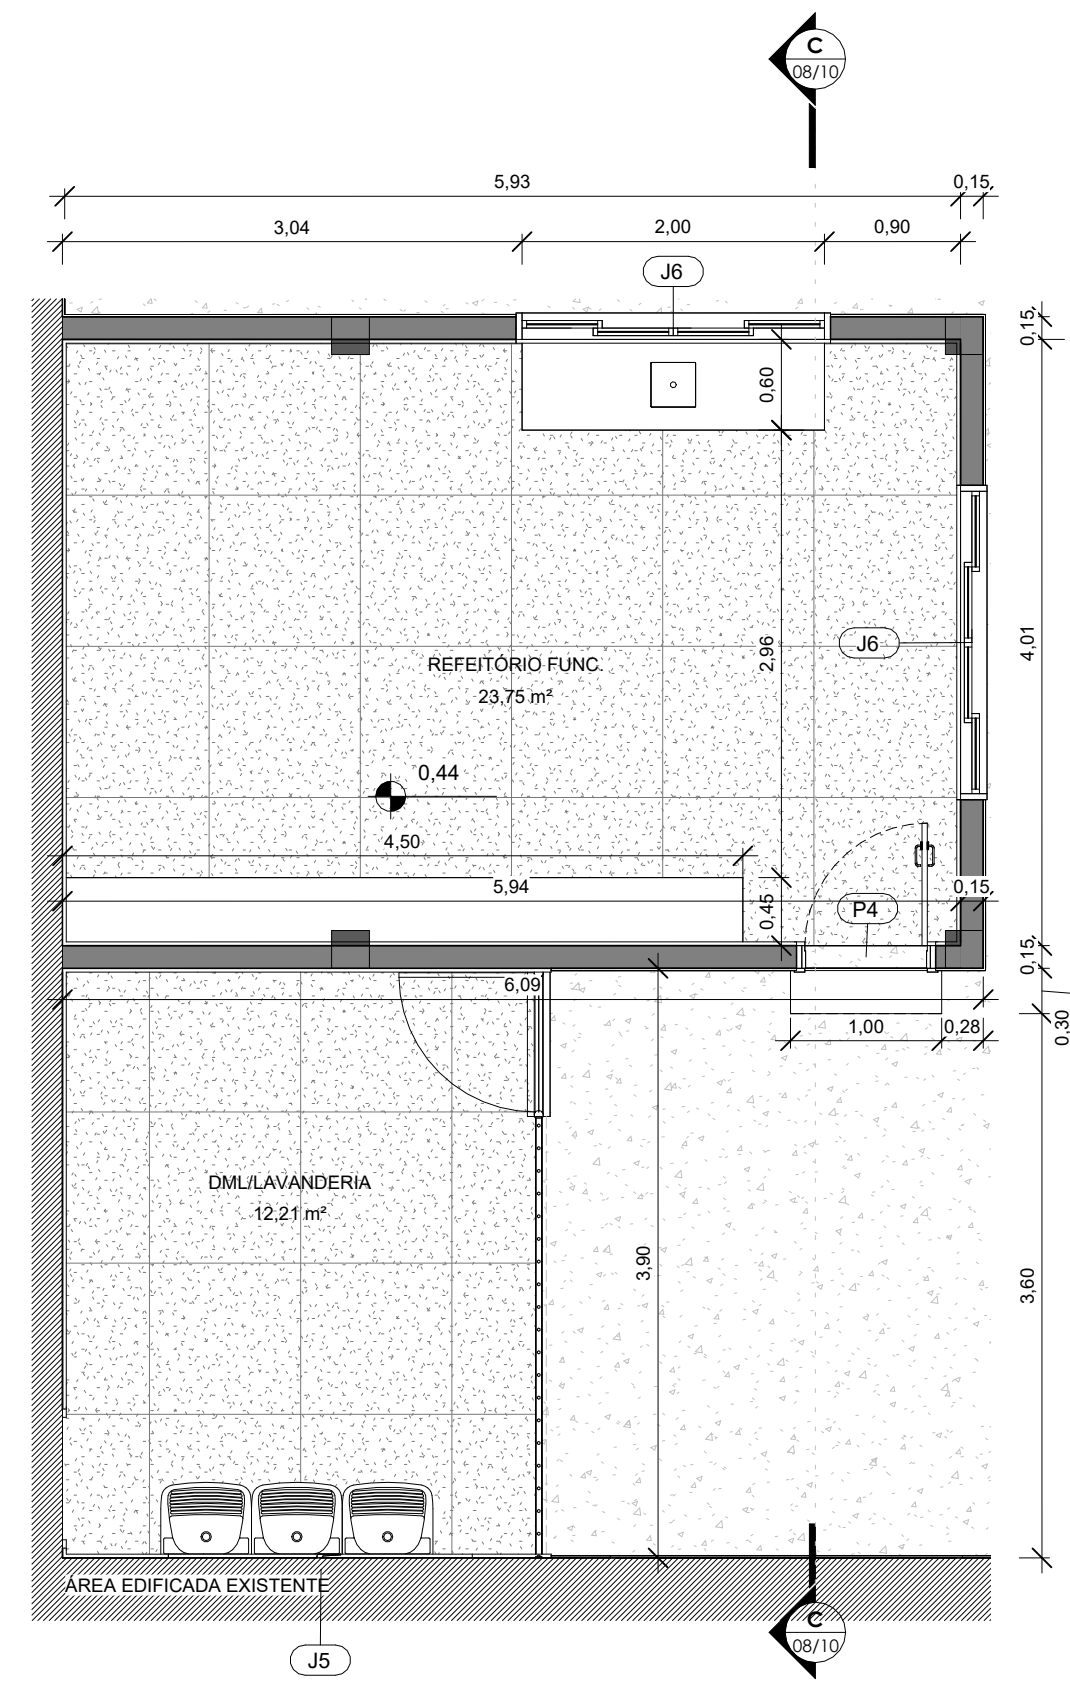 C
08/10
5,93
0,15
3,04
2,00
0,90
J6
0,15
0,60
4,01
2,96
J6
REFEITÓRIO FUNC.
23,75 m²
0,44
4,50
5,94
0,15
0,45
P4
0,15
6,09
1,00
0,28
0,30
DML/LAVANDERIA
12,21 m²
3,90
3,60
ÁREA EDIFICADA EXISTENTE
C
08/10
J5